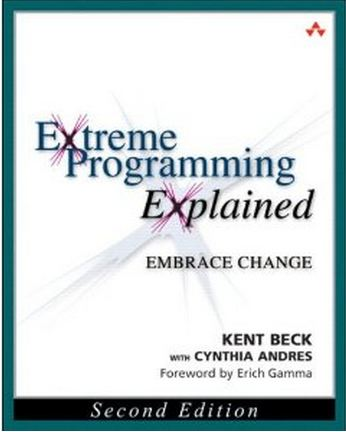 Extreme
Programming
Explained
EMBRACE CHANGE
KENT BECK
WITH CYNTHIA ANDRES
Foreword by Erich Gamma
Second Edition